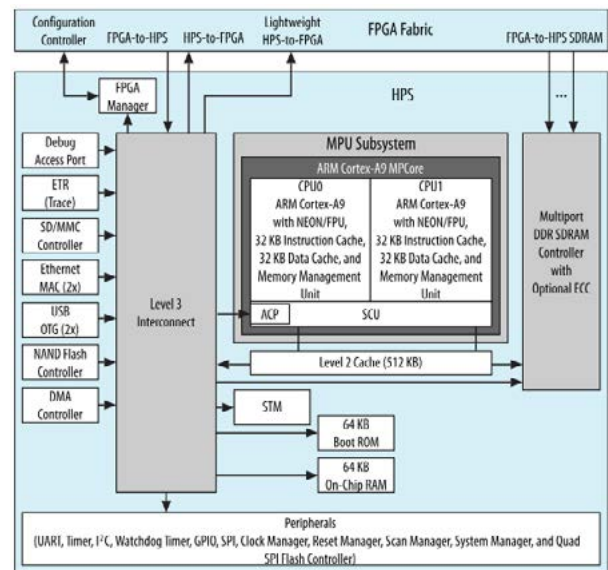 Configuration
Controller
FPGA-to-HPS
HPS-to-FPGA
Lightweight
HPS-to-FPGA
FPGA Fabric
FPGA-to-HPS SDRAM
FPGA
Manager
HPS
...
Debug
Access Port
ETR
(Trace)
SD/MMC
Controller
Ethernet
MAC (2x)
USB
OTG (2x)
NAND Flash
Controller
DMA
Controller
Level 3
Interconnect
MPU Subsystem
ARM Cortex-A9 MPCore
CPU0
ARM Cortex-A9
with NEON/FPU,
32 KB Instruction Cache,
32 KB Data Cache, and
Memory Management
Unit
CPU1
ARM Cortex-A9
with NEON/FPU,
32 KB Instruction Cache,
32 KB Data Cache, and
Memory Management
Unit
ACP
SCU
Level 2 Cache (512 KB)
Multiport
DDR SDRAM
Controller
with
Optional ECC
STM
64 KB
Boot ROM
64 KB
On-Chip RAM
Peripherals
(UART, Timer, I²C, Watchdog Timer, GPIO, SPI, Clock Manager, Reset Manager, Scan Manager, System Manager, and Quad
SPI Flash Controller)